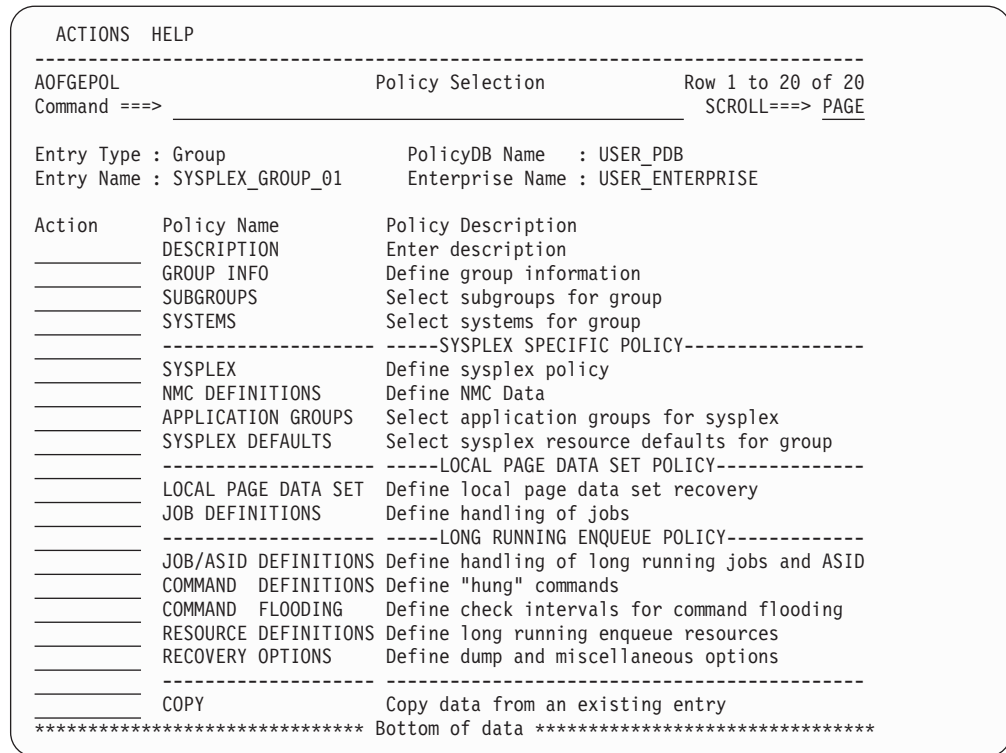 ACTIONS HELP
--------------------------------------------------------------------------------
AOFGEPOL Policy Selection Row 1 to 20 of 20
Command ===> SCROLL===> PAGE
Entry Type : Group PolicyDB Name : USER_PDB
Entry Name : SYSPLEX_GROUP_01 Enterprise Name : USER_ENTERPRISE
Action Policy Name Policy Description
DESCRIPTION Enter description
GROUP INFO Define group information
SUBGROUPS Select subgroups for group
SYSTEMS Select systems for group
-------------------- -----SYSPLEX SPECIFIC POLICY-----------------
SYSPLEX Define sysplex policy
NMC DEFINITIONS Define NMC Data
APPLICATION GROUPS Select application groups for sysplex
SYSPLEX DEFAULTS Select sysplex resource defaults for group
-------------------- -----LOCAL PAGE DATA SET POLICY--------------
LOCAL PAGE DATA SET Define local page data set recovery
JOB DEFINITIONS Define handling of jobs
-------------------- -----LONG RUNNING ENQUEUE POLICY-------------
JOB/ASID DEFINITIONS Define handling of long running jobs and ASID
COMMAND DEFINITIONS Define "hung" commands
COMMAND FLOODING Define check intervals for command flooding
RESOURCE DEFINITIONS Define long running enqueue resources
RECOVERY OPTIONS Define dump and miscellaneous options
-------------------- ---------------------------------------------
COPY Copy data from an existing entry
******************************* Bottom of data ********************************